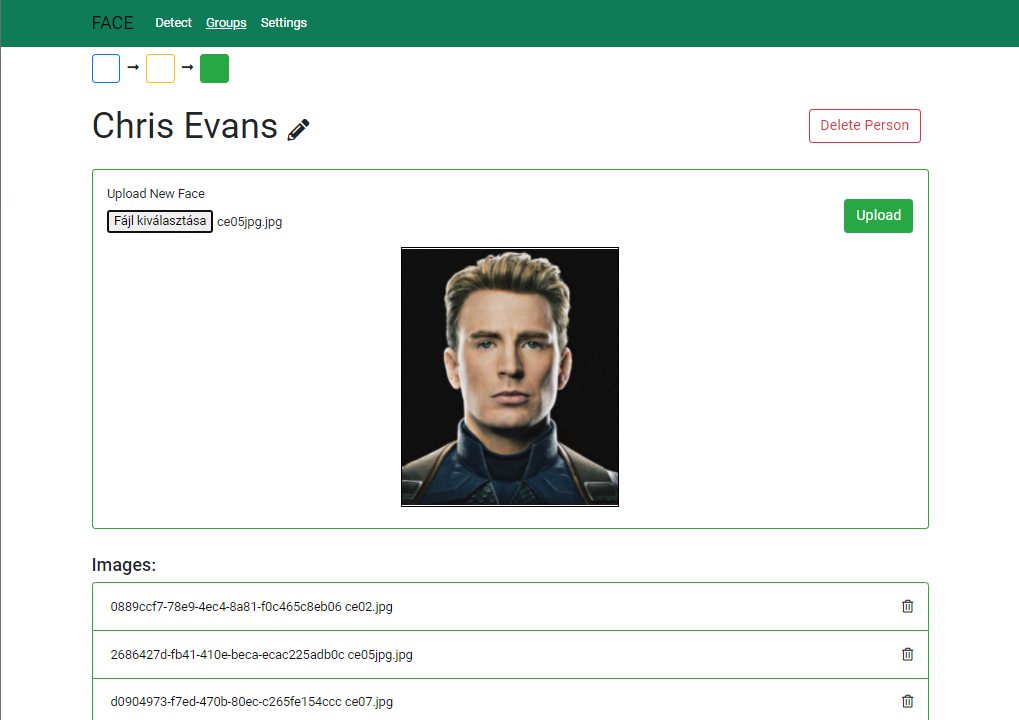 FACE Detect Groups Settings
Chris Evans Delete Person
Upload New Face
Fájl kiválasztása ce05jpg.jpg Upload
Images:
0889ccf7-78e9-4ec4-8a81-f0c465c8eb06 ce02.jpg
2686427d-fb41-410e-beca-ecac225adb0c ce05jpg.jpg
d0904973-f7ed-470b-80ec-c265fe154ccc ce07.jpg